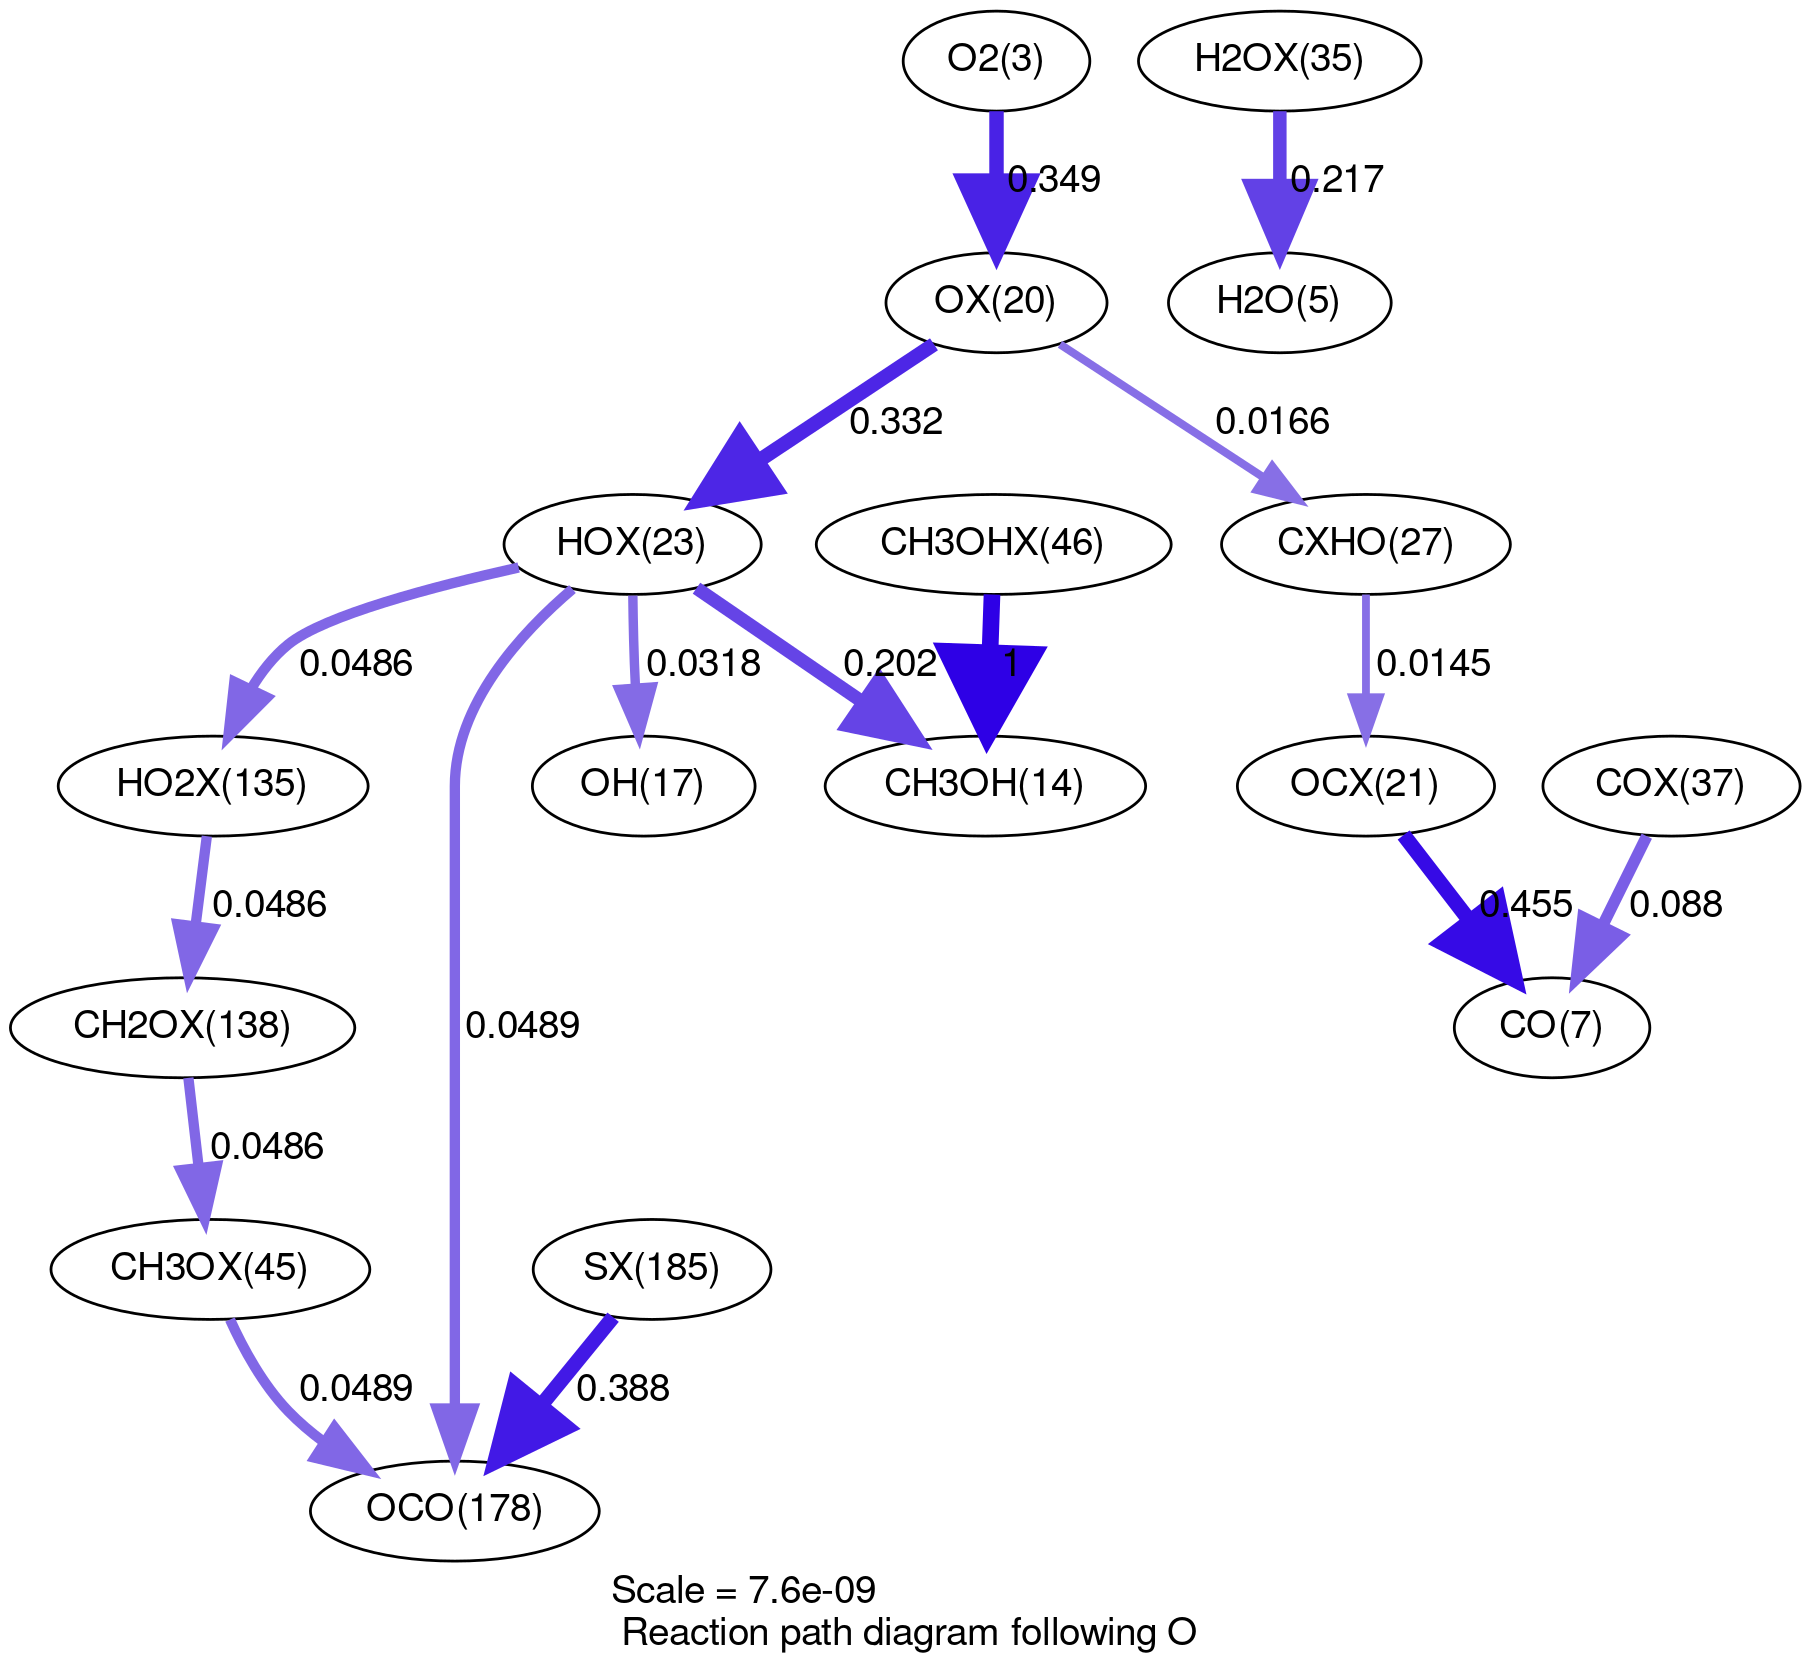 O2(3)
H2OX(35)
0.349
0.217
OX(20)
H2O(5)
0.332
0.0166
HOX(23)
CH3OHX(46)
CXHO(27)
0.0486
0.0318
0.202
1
0.0145
HO2X(135)
OH(17)
CH3OH(14)
OCX(21)
COX(37)
0.0486
0.455
0.088
CH2OX(138)
0.0489
CO(7)
0.0486
CH3OX(45)
SX(185)
0.0489
0.388
OCO(178)
Scale = 7.6e-09
Reaction path diagram following O